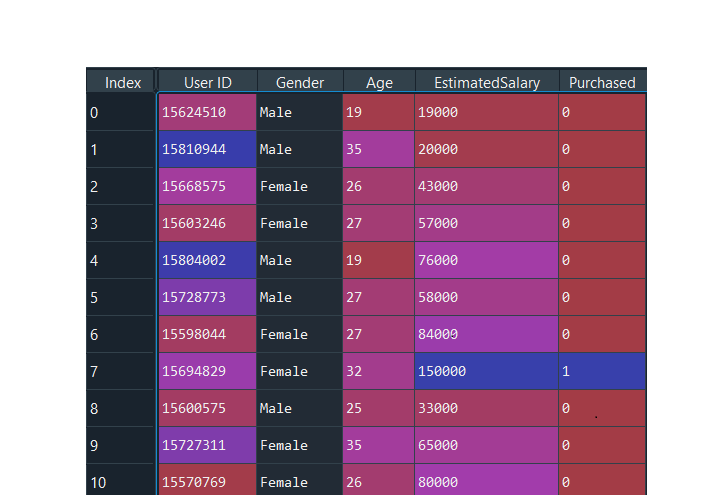 Index User ID Gender Age EstimatedSalary Purchased
0 15624510 Male 19 19000 0
1 15810944 Male 35 20000 0
2 15668575 Female 26 43000 0
3 15603246 Female 27 57000 0
4 15804002 Male 19 76000 0
5 15728773 Male 27 58000 0
6 15598044 Female 27 84000 0
7 15694829 Female 32 150000 1
8 15600575 Male 25 33000 0
9 15727311 Female 35 65000 0
10 15570769 Female 26 80000 0